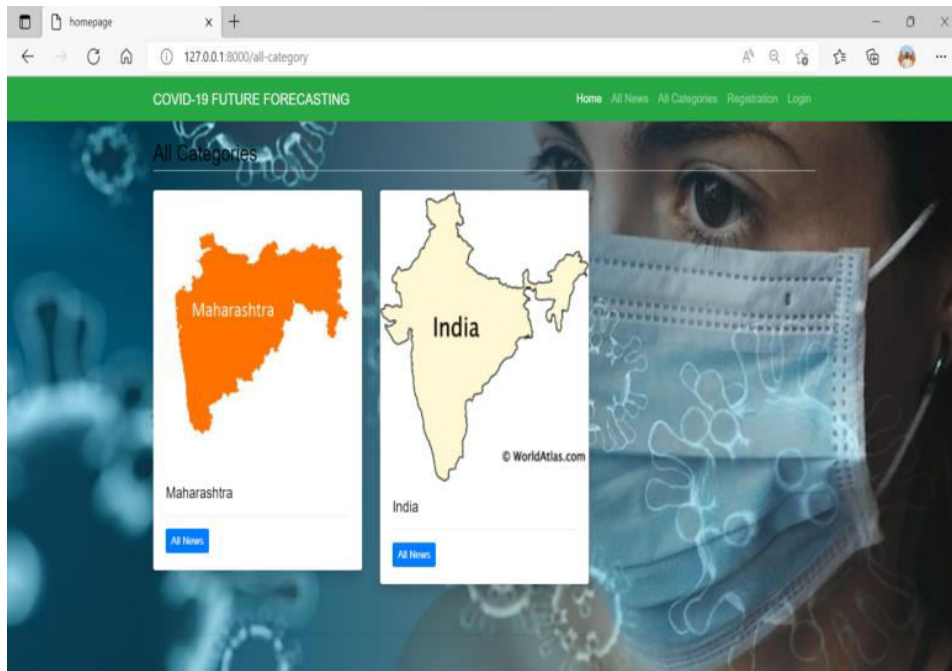 homepage
127.0.0.1:8000/all-category
COVID-19 FUTURE FORECASTING
Home All News All Categories Registration Login
All Categories
Maharashtra
India
© WorldAtlas.com
Maharashtra
India
All News
All News